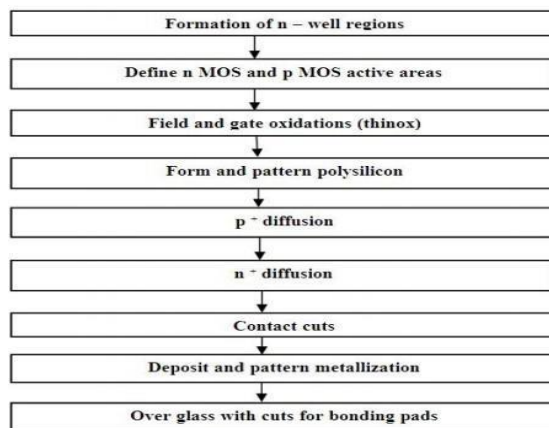 Formation of n – well regions
Define n MOS and p MOS active areas
Field and gate oxidations (thinox)
Form and pattern polysilicon
p + diffusion
n + diffusion
Contact cuts
Deposit and pattern metallization
Over glass with cuts for bonding pads